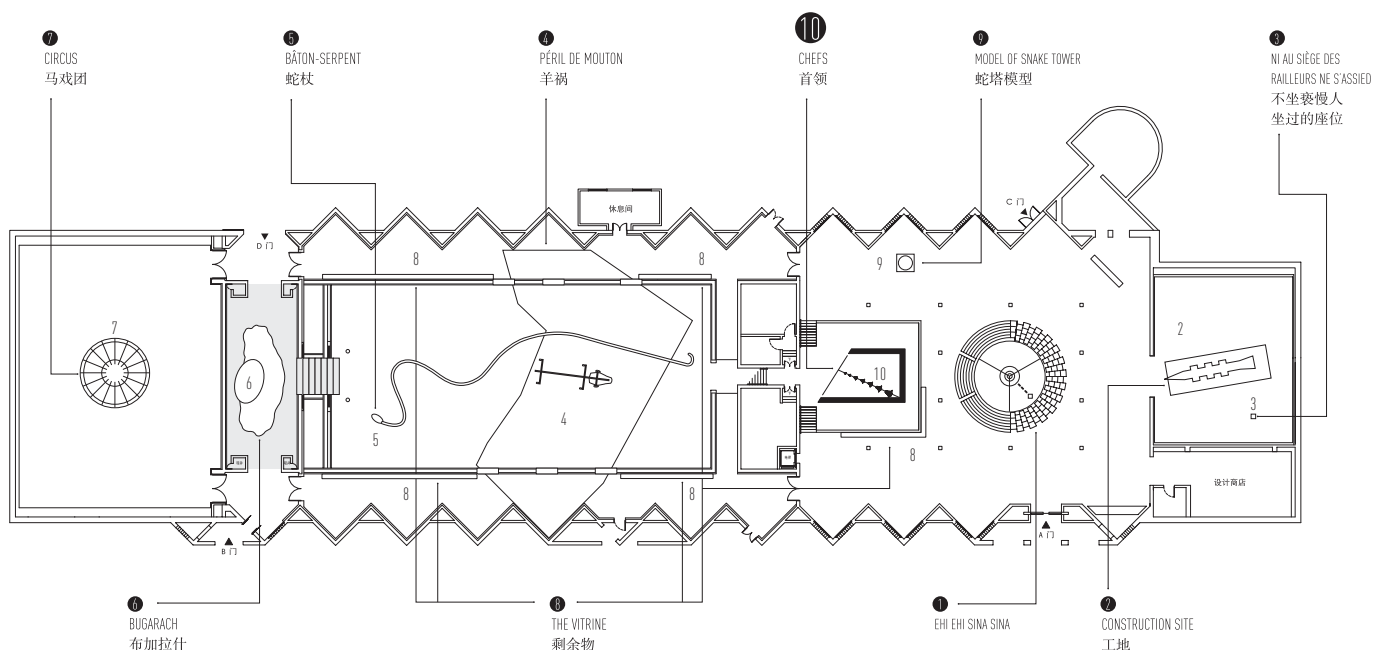 7
CIRCUS
马戏团
5
BÂTON-SERPENT
蛇杖
4
PÉRIL DE MOUTON
羊祸
10
CHEFS
首领
9
MODEL OF SNAKE TOWER
蛇塔模型
3
NI AU SIÈGE DES
RAILLEURS NE S'ASSIED
不坐亵慢人
坐过的座位
休息间
C 门
D 门
8
8
9
7
2
6
10
3
4
5
8
8
8
设计商店
B 门
A 门
6
BUGARACH
布加拉什
8
THE VITRINE
剩余物
1
EHI EHI SINA SINA
2
CONSTRUCTION SITE
工地